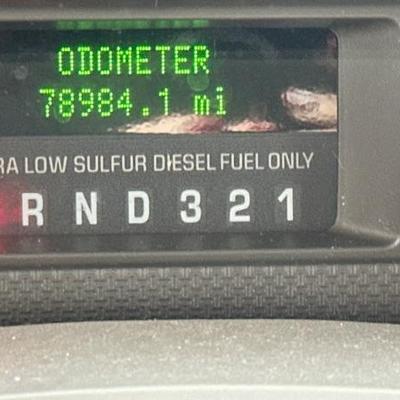 ODOMETER
78984.1 mi
RA LOW SULFUR DIESEL FUEL ONLY
R N D 3 2 1